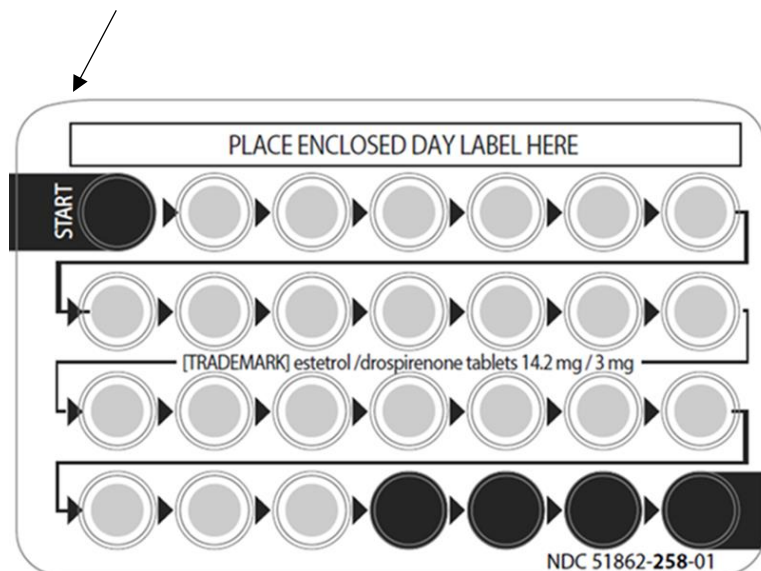 PLACE ENCLOSED DAY LABEL HERE
START
[TRADEMARK] estetrol /drospirenone tablets 14.2 mg / 3 mg
NDC 51862-258-01